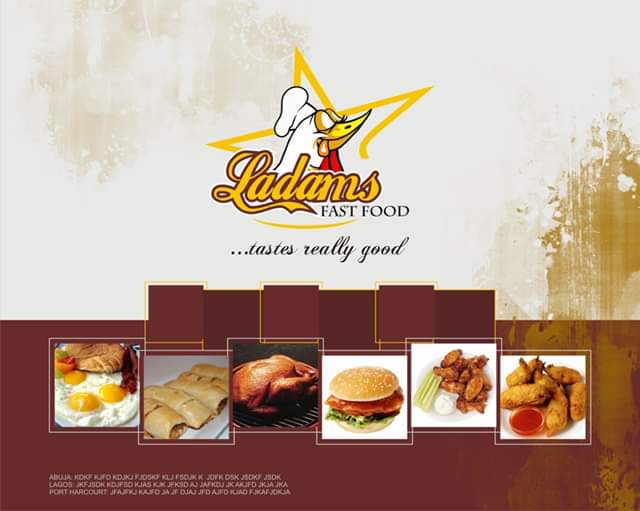 Ladams
FAST FOOD
...tastes really good
ABUJA: KDKF KJFD KDJKJ FJDSKF KLJ FSDJK K JDFK DSK JSDKF JSDK
LAGOS: JKFJSDK KDJFSD KJAS KJK JFKSD AJ JAFKDJ JK AKJFD JKJA JKA
PORT HARCOURT: JFAJFKJ KAJFD JA JF DJAJ JFD AJFD KJAD FJKAFJDKJA